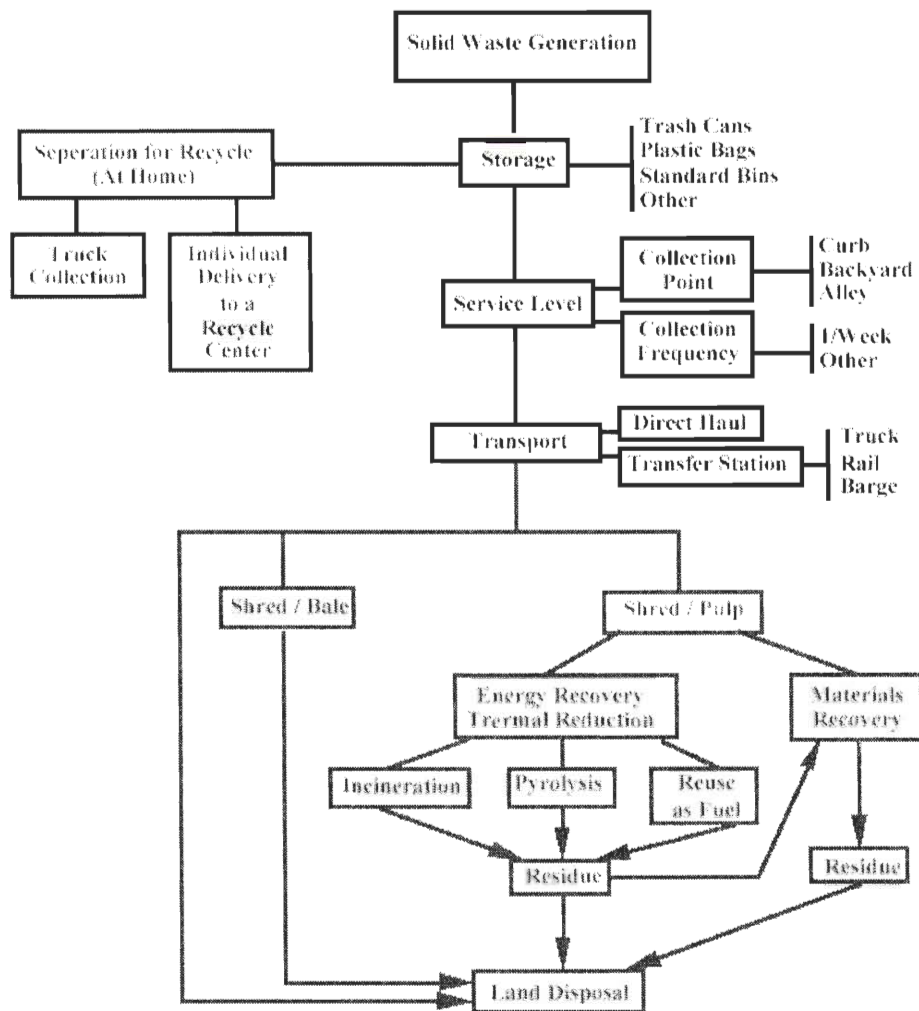 Solid Waste Generation
Seperation for Recycle
(At Home)
Storage
Trash Cans
Plastic Bags
Standard Bins
Other
Truck
Collection
Individual
Delivery
to a
Recycle
Center
Service Level
Collection
Point
Curb
Backyard
Alley
Collection
Frequency
1/Week
Other
Transport
Direct Haul
Transfer Station
Truck
Rail
Barge
Shred / Bale
Shred / Pulp
Energy Recovery
Trermal Reduction
Materials
Recovery
Incineration
Pyrolysis
Reuse
as Fuel
Residue
Residue
Land Disposal